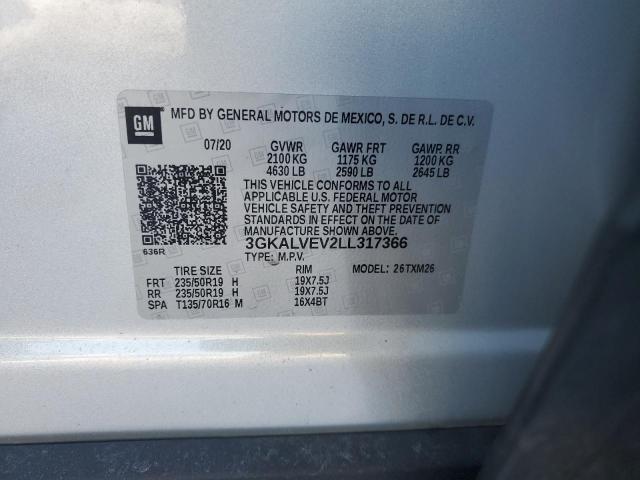 GM MFD BY GENERAL MOTORS DE MEXICO, S. DE R.L. DE C.V.
07/20 GVWR GAWR FRT GAWR RR
2100 KG 1175 KG 1200 KG
4630 LB 2590 LB 2645 LB
THIS VEHICLE CONFORMS TO ALL
APPLICABLE U.S. FEDERAL MOTOR
VEHICLE SAFETY AND THEFT PREVENTION
STANDARDS IN EFFECT ON THE DATE OF
MANUFACTURE SHOWN ABOVE.
3GKALVEV2LL317366
636R TYPE: M.P.V.
TIRE SIZE RIM MODEL: 26TXM26
FRT 235/50R19 H 19X7.5J
RR 235/50R19 H 19X7.5J
SPA T135/70R16 M 16X4BT